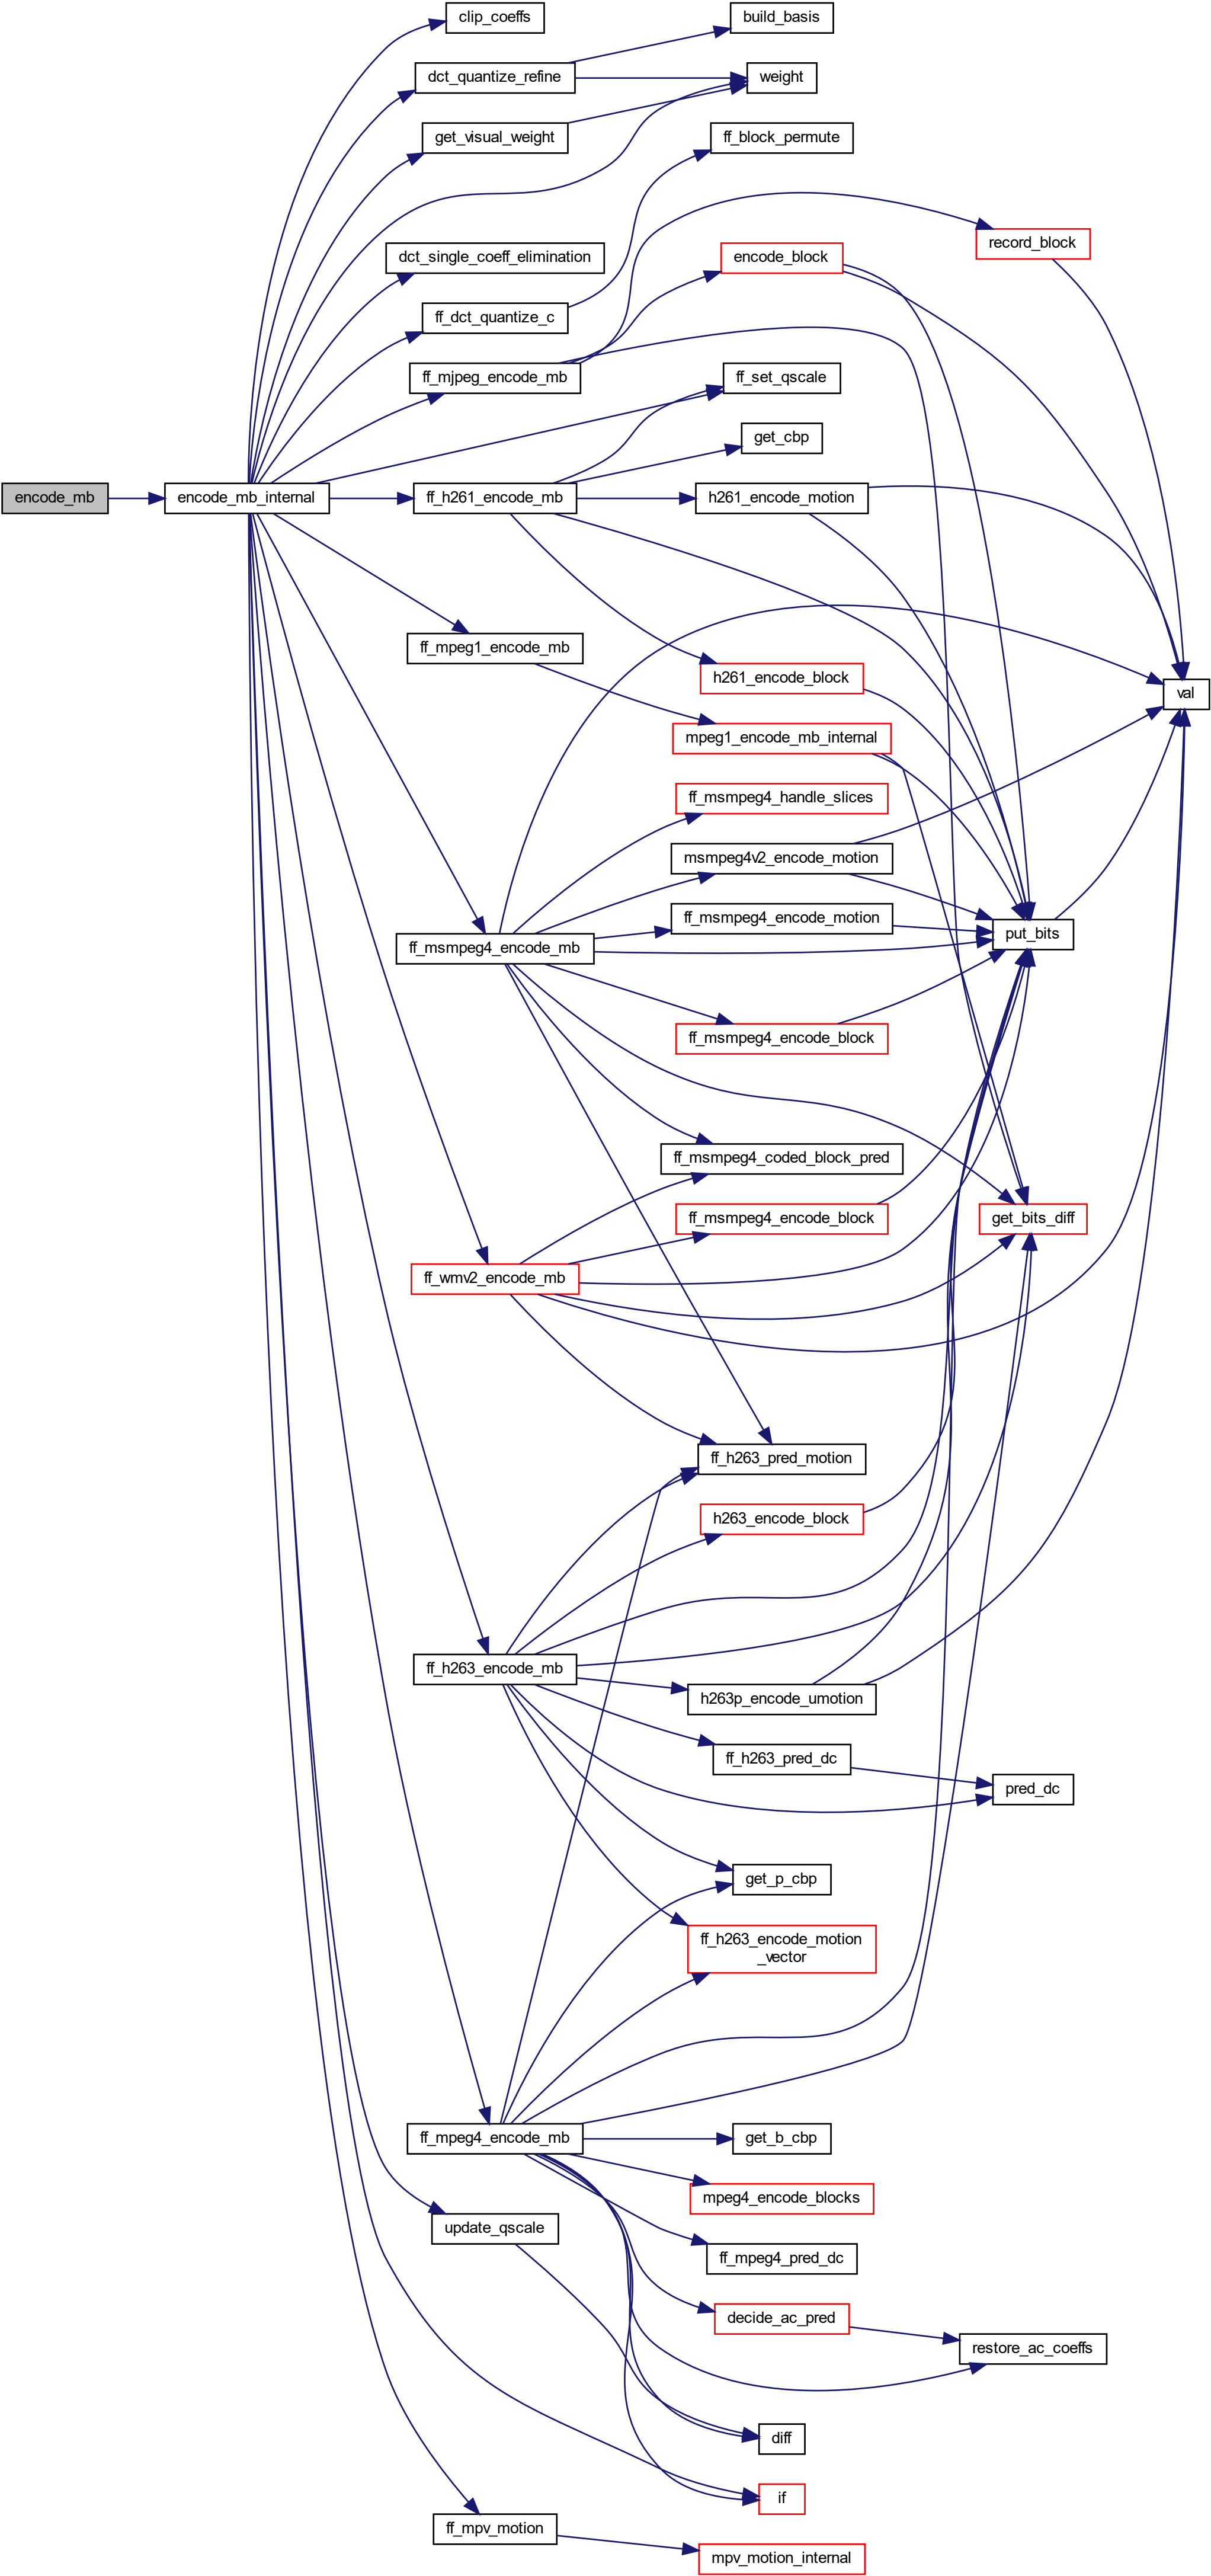 clip_coeffs
build_basis
dct_quantize_refine
weight
get_visual_weight
ff_block_permute
dct_single_coeff_elimination
encode_block
record_block
ff_dct_quantize_c
ff_mjpeg_encode_mb
ff_set_qscale
get_cbp
encode_mb
encode_mb_internal
ff_h261_encode_mb
h261_encode_motion
ff_mpeg1_encode_mb
h261_encode_block
val
mpeg1_encode_mb_internal
ff_msmpeg4_handle_slices
msmpeg4v2_encode_motion
ff_msmpeg4_encode_motion
put_bits
ff_msmpeg4_encode_mb
ff_msmpeg4_encode_block
ff_msmpeg4_coded_block_pred
ff_msmpeg4_encode_block
get_bits_diff
ff_wmv2_encode_mb
ff_h263_pred_motion
h263_encode_block
ff_h263_encode_mb
h263p_encode_umotion
ff_h263_pred_dc
pred_dc
get_p_cbp
ff_h263_encode_motion
_vector
ff_mpeg4_encode_mb
get_b_cbp
mpeg4_encode_blocks
update_qscale
ff_mpeg4_pred_dc
decide_ac_pred
restore_ac_coeffs
diff
if
ff_mpv_motion
mpv_motion_internal